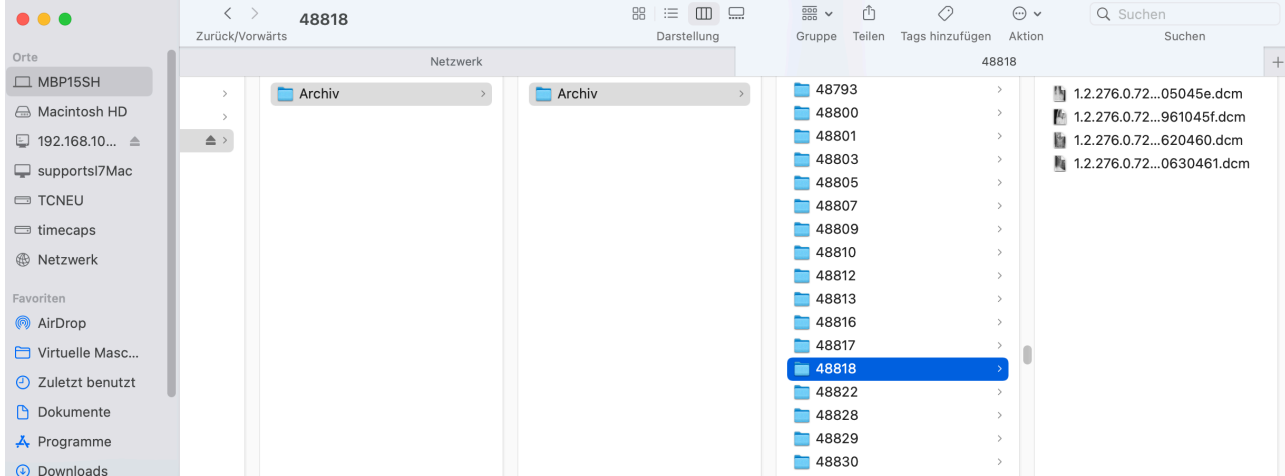 48818
Zurück/Vorwärts
Darstellung
Gruppe
Teilen
Tags hinzufügen
Aktion
Suchen
Suchen
Netzwerk
48818
Orte
MBP15SH
Macintosh HD
192.168.10...
supportsl7Mac
TCNEU
timecaps
Netzwerk
Favoriten
AirDrop
Virtuelle Masc...
Zuletzt benutzt
Dokumente
Programme
Downloads
Archiv
Archiv
48793
48800
48801
48803
48805
48807
48809
48810
48812
48813
48816
48817
48818
48822
48828
48829
48830
1.2.276.0.72...05045e.dcm
1.2.276.0.72...961045f.dcm
1.2.276.0.72...620460.dcm
1.2.276.0.72...0630461.dcm